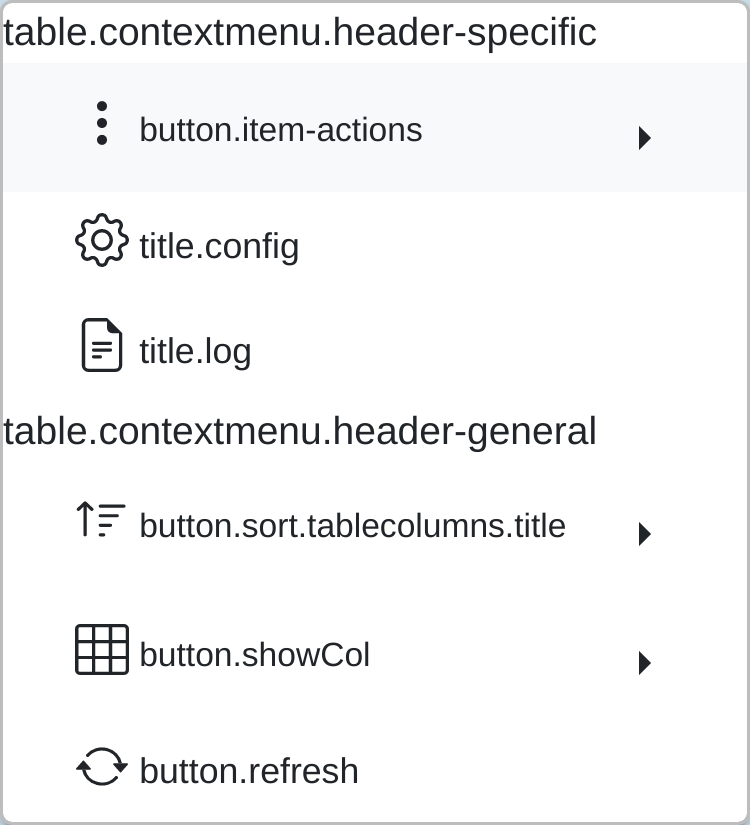 table.contextmenu.header-specific
button.item-actions
title.config
title.log
table.contextmenu.header-general
button.sort.tablecolumns.title
button.showCol
button.refresh